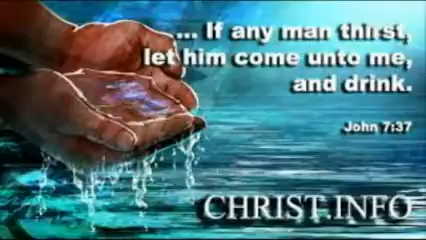 ... If any man thirst,
let him come unto me,
and drink.
John 7:37
CHRIST.INFO